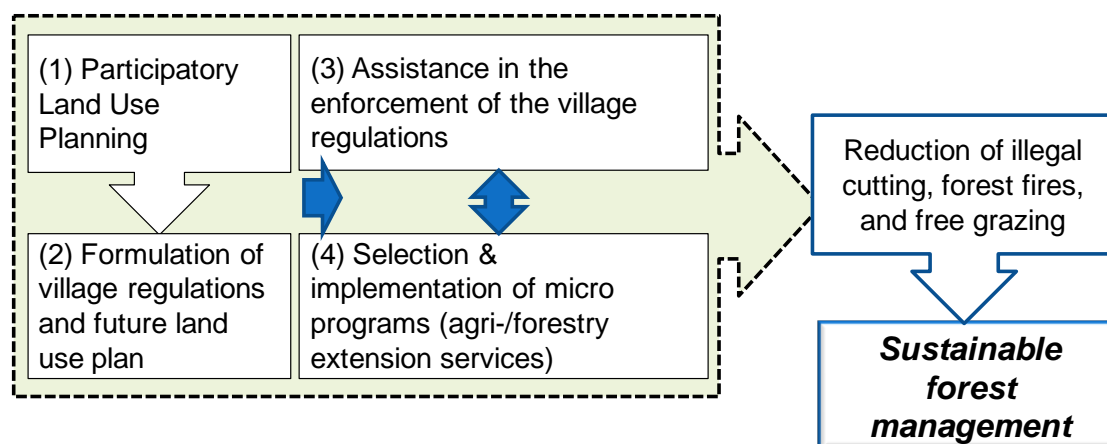 (1) Participatory
Land Use
Planning
(2) Formulation of
village regulations
and future land
use plan
(3) Assistance in the
enforcement of the village
regulations
(4) Selection &
implementation of micro
programs (agri-/forestry
extension services)
Reduction of illegal
cutting, forest fires,
and free grazing
Sustainable
forest
management